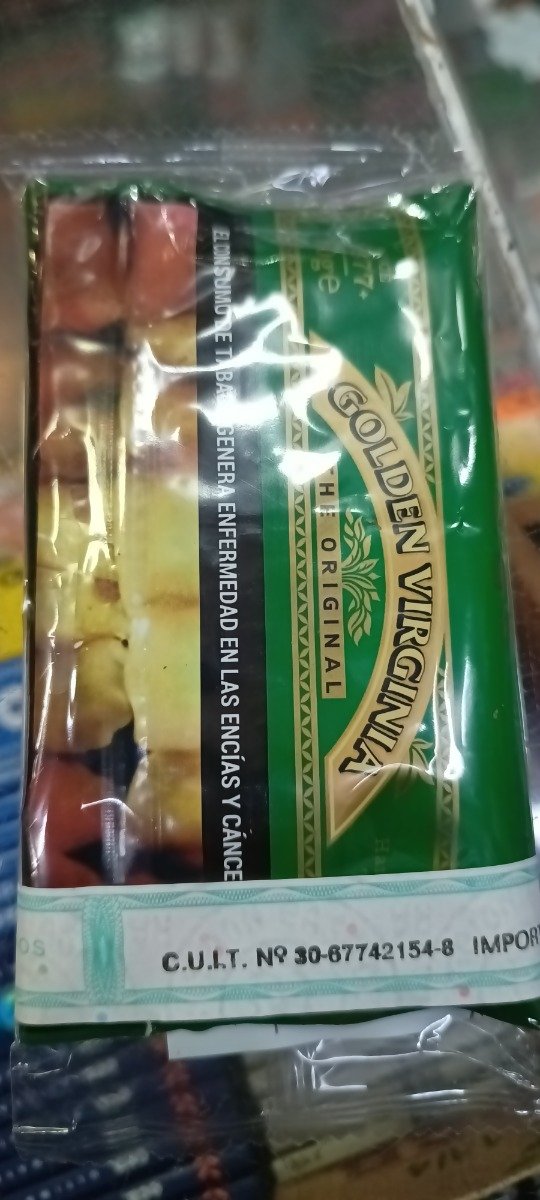 GOLDEN VIRGINIA
THE ORIGINAL
EL CONSUMO DE TABACO GENERA ENFERMEDAD EN LAS ENCÍAS Y CÁNCE
C.U.I.T. Nº 30-67742154-8 IMPOR
OS